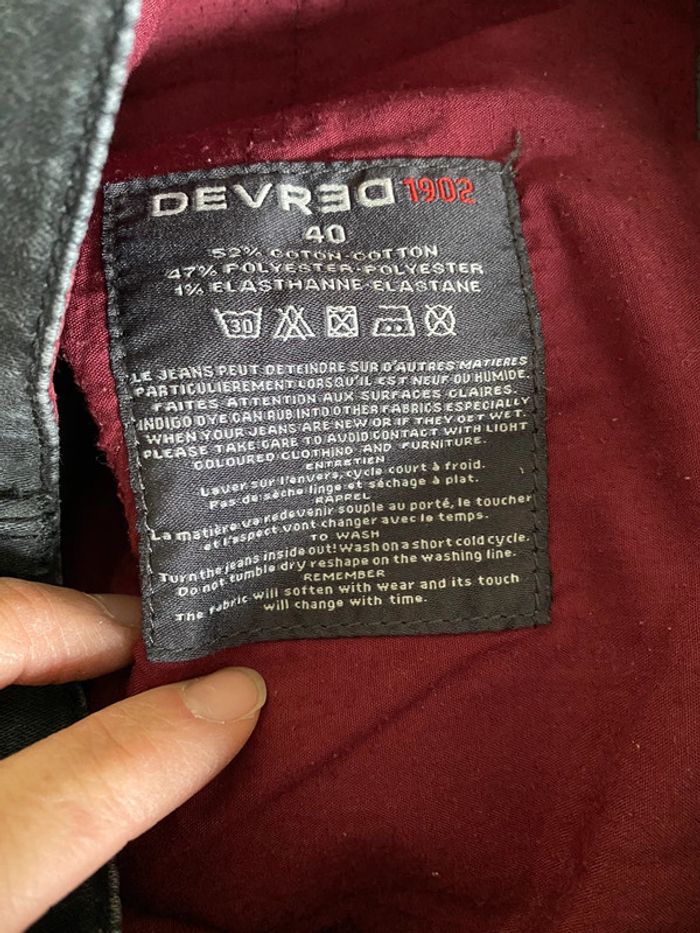 DEVRED 1902
40
52% COTON-COTTON
47% POLYESTER-POLYESTER
1% ELASTHANNE-ELASTANE
30
LE JEANS PEUT DETEINDRE SUR D'AUTRES MATIERES
PARTICULIEREMENT LORSQU'IL EST NEUF OU HUMIDE.
FAITES ATTENTION AUX SURFACES CLAIRES.
INDIGO DYE CAN RUB INTO OTHER FABRICS ESPECIALLY
WHEN YOUR JEANS ARE NEW OR IF THEY GET WET.
PLEASE TAKE CARE TO AVOID CONTACT WITH LIGHT
COLOURED CLOTHING AND FURNITURE.
ENTRETIEN
Laver sur l'envers, cycle court à froid.
Pas de sèche linge et séchage à plat.
RAPPEL
La matière va redevenir souple au porté, le toucher
et l'aspect vont changer avec le temps.
TO WASH
Turn the jeans inside out! Wash on a short cold cycle.
Do not tumble dry reshape on the washing line.
REMEMBER
The fabric will soften with wear and its touch
will change with time.